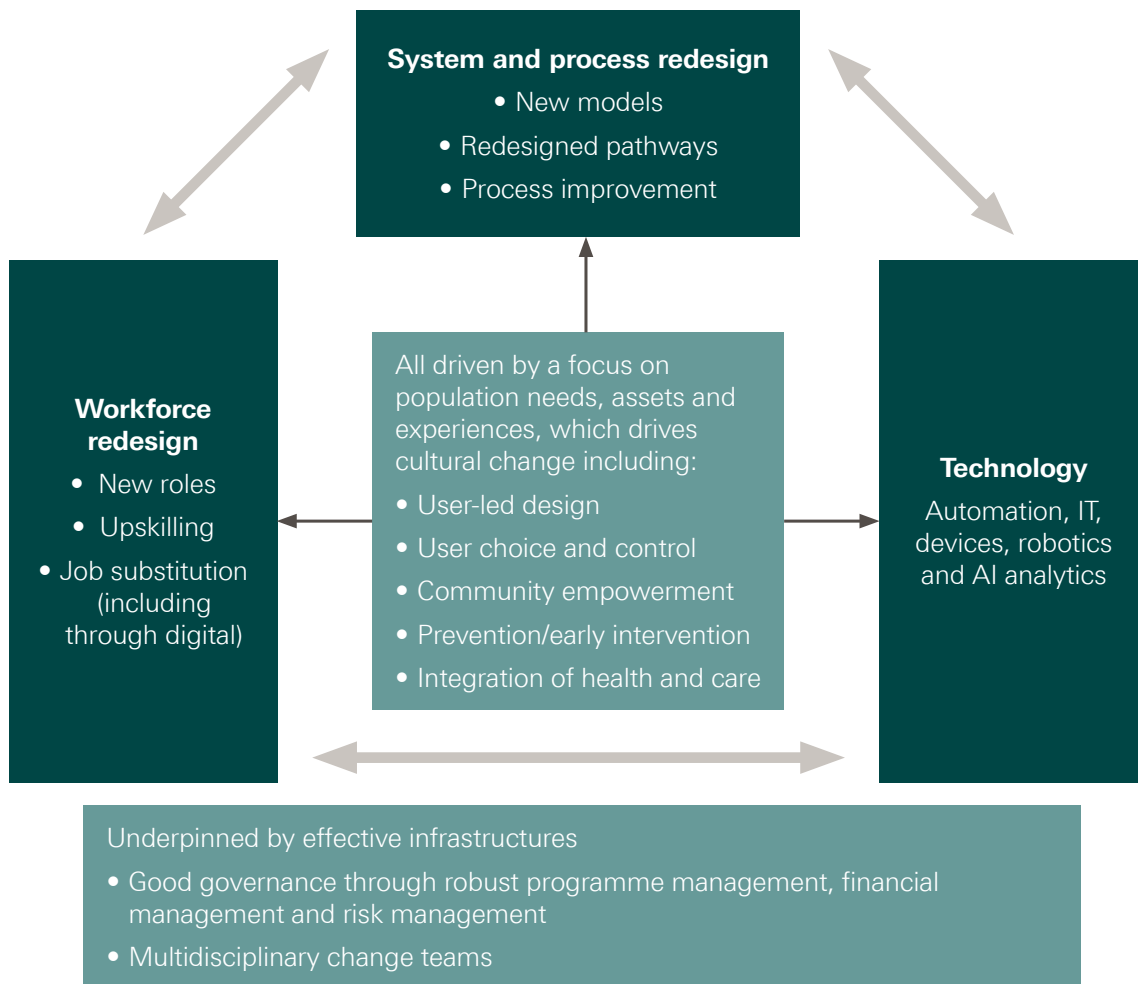 System and process redesign
• New models
• Redesigned pathways
• Process improvement
Workforce
redesign
• New roles
• Upskilling
• Job substitution
(including
through digital)
All driven by a focus on
population needs, assets and
experiences, which drives
cultural change including:
• User-led design
• User choice and control
• Community empowerment
• Prevention/early intervention
• Integration of health and care
Technology
Automation, IT,
devices, robotics
and AI analytics
Underpinned by effective infrastructures
• Good governance through robust programme management, financial
management and risk management
• Multidisciplinary change teams